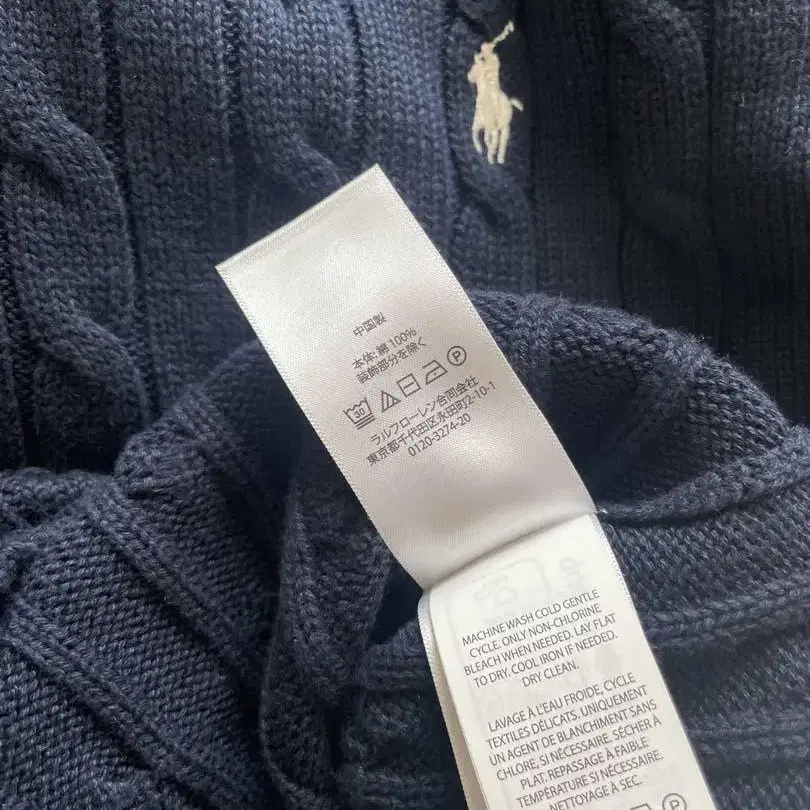 中国製
本体: 綿 100%
装飾部分を除く
30
P
ラルフローレン合同会社
東京都千代田区永田町2-10-1
0120-3274-20
MACHINE WASH COLD GENTLE
CYCLE. ONLY NON-CHLORINE
BLEACH WHEN NEEDED. LAY FLAT
TO DRY. COOL IRON IF NEEDED.
DRY CLEAN.
LAVAGE À L'EAU FROIDE, CYCLE
TEXTILES DÉLICATS. UNIQUEMENT
UN AGENT DE BLANCHIMENT SANS
CHLORE, SI NÉCESSAIRE. SÉCHER À
PLAT. REPASSAGE À FAIBLE
TEMPÉRATURE SI NÉCESSAIRE.
NETTOYAGE À SEC.
P